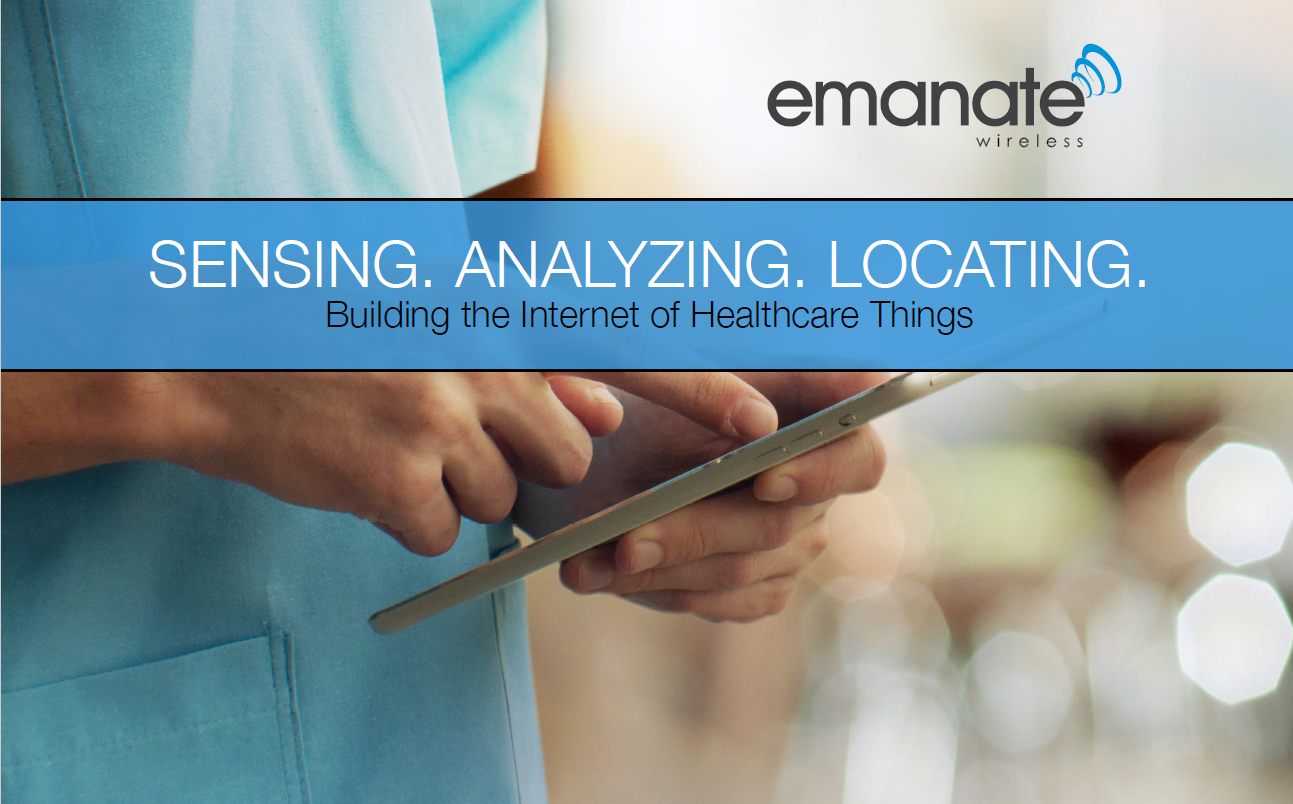 emanate
wireless
SENSING. ANALYZING. LOCATING.
Building the Internet of Healthcare Things